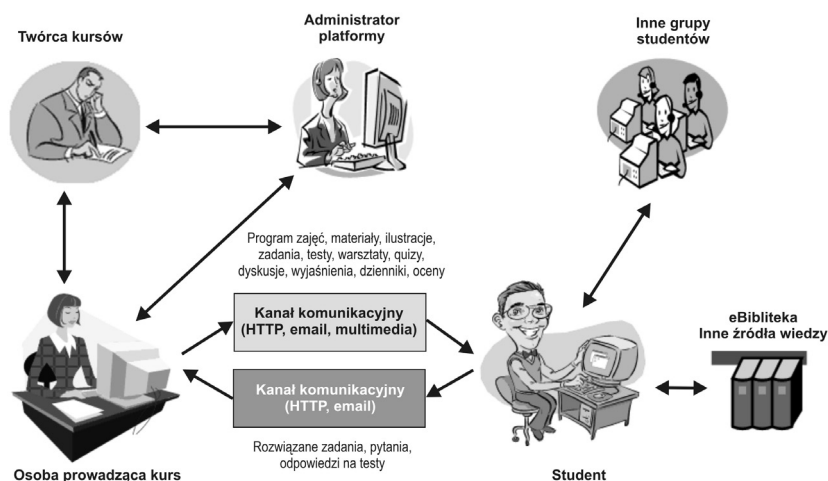 Twórca kursów
Administrator
platformy
Inne grupy
studentów
Program zajęć, materiały, ilustracje,
zadania, testy, warsztaty, quizy,
dyskusje, wyjaśnienia, dzienniki, oceny
Kanał komunikacyjny
(HTTP, email, multimedia)
eBibliteka
Inne źródła wiedzy
Kanał komunikacyjny
(HTTP, email)
Rozwiązane zadania, pytania,
odpowiedzi na testy
Osoba prowadząca kurs
Student